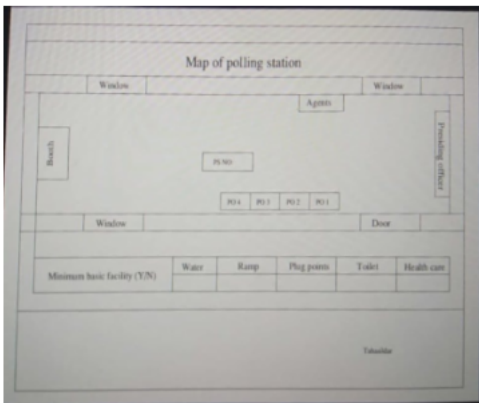 Map of polling station
Window Window
Agents
Booth
Presiding officer
PS NO
PO 4 PO 3 PO 2 PO 1
Window Door
Minimum basic facility (Y/N) Water Ramp Plug points Toilet Health care
Tahsildar